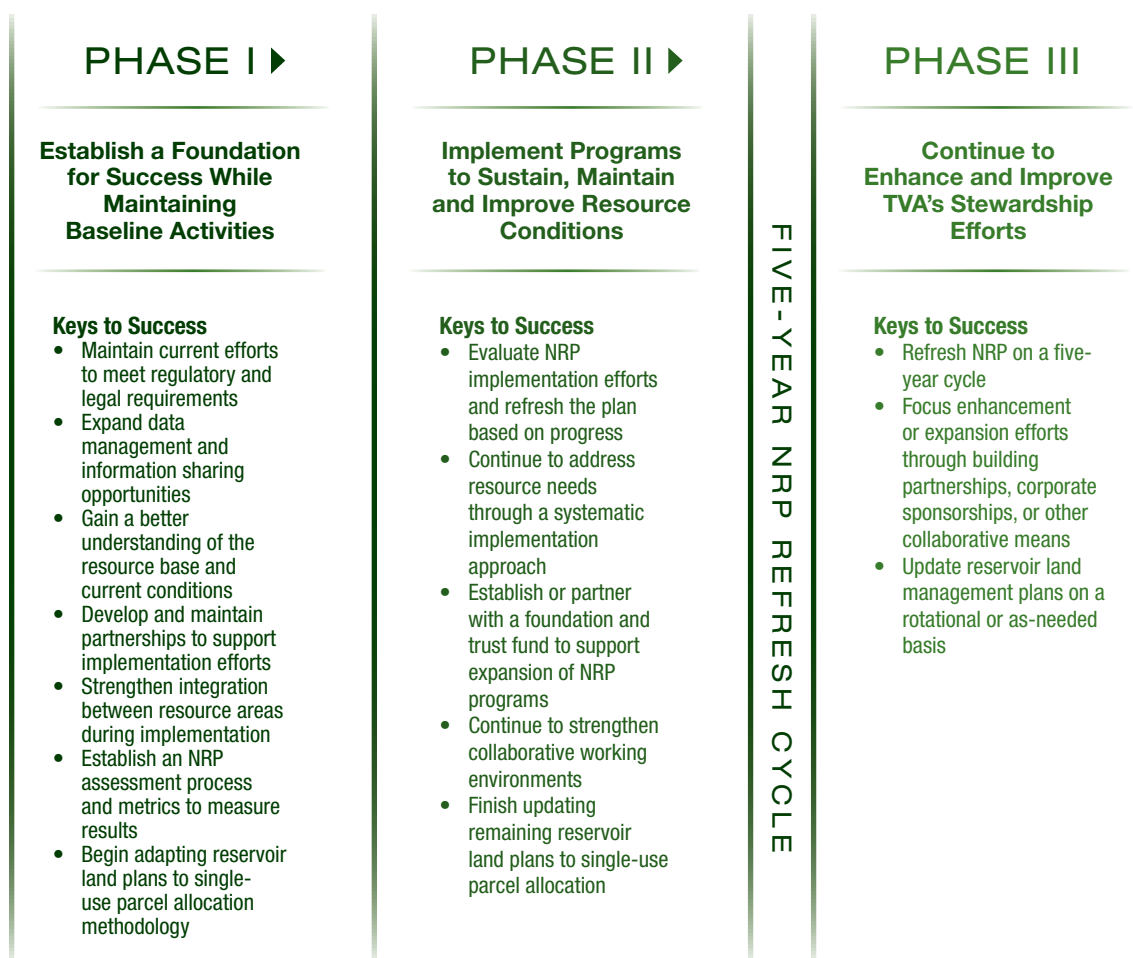 PHASE I
Establish a Foundation
for Success While
Maintaining
Baseline Activities
Keys to Success
• Maintain current efforts
to meet regulatory and
legal requirements
• Expand data
management and
information sharing
opportunities
• Gain a better
understanding of the
resource base and
current conditions
• Develop and maintain
partnerships to support
implementation efforts
• Strengthen integration
between resource areas
during implementation
• Establish an NRP
assessment process
and metrics to measure
results
• Begin adapting reservoir
land plans to single-
use parcel allocation
methodology
PHASE II
Implement Programs
to Sustain, Maintain
and Improve Resource
Conditions
Keys to Success
• Evaluate NRP
implementation efforts
and refresh the plan
based on progress
• Continue to address
resource needs
through a systematic
implementation
approach
• Establish or partner
with a foundation and
trust fund to support
expansion of NRP
programs
• Continue to strengthen
collaborative working
environments
• Finish updating
remaining reservoir
land plans to single-use
parcel allocation
FIVE-YEAR NRP REFRESH CYCLE
PHASE III
Continue to
Enhance and Improve
TVA’s Stewardship
Efforts
Keys to Success
• Refresh NRP on a five-
year cycle
• Focus enhancement
or expansion efforts
through building
partnerships, corporate
sponsorships, or other
collaborative means
• Update reservoir land
management plans on a
rotational or as-needed
basis